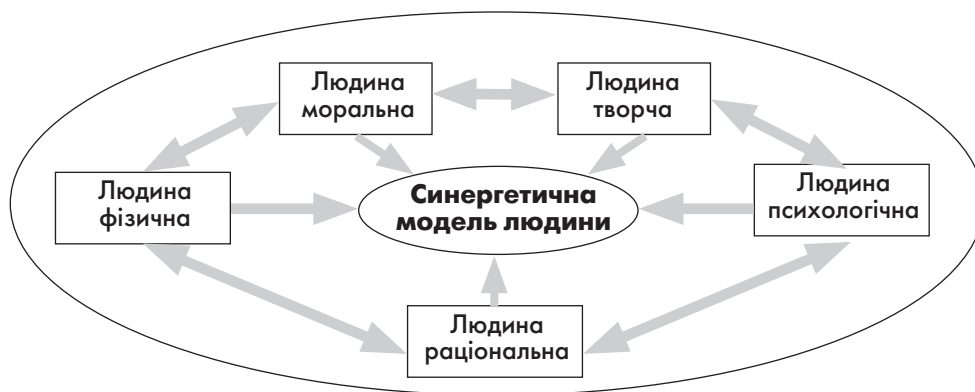 Людина
моральна
Людина
творча
Людина
фізична
Синергетична
модель людини
Людина
психологічна
Людина
раціональна